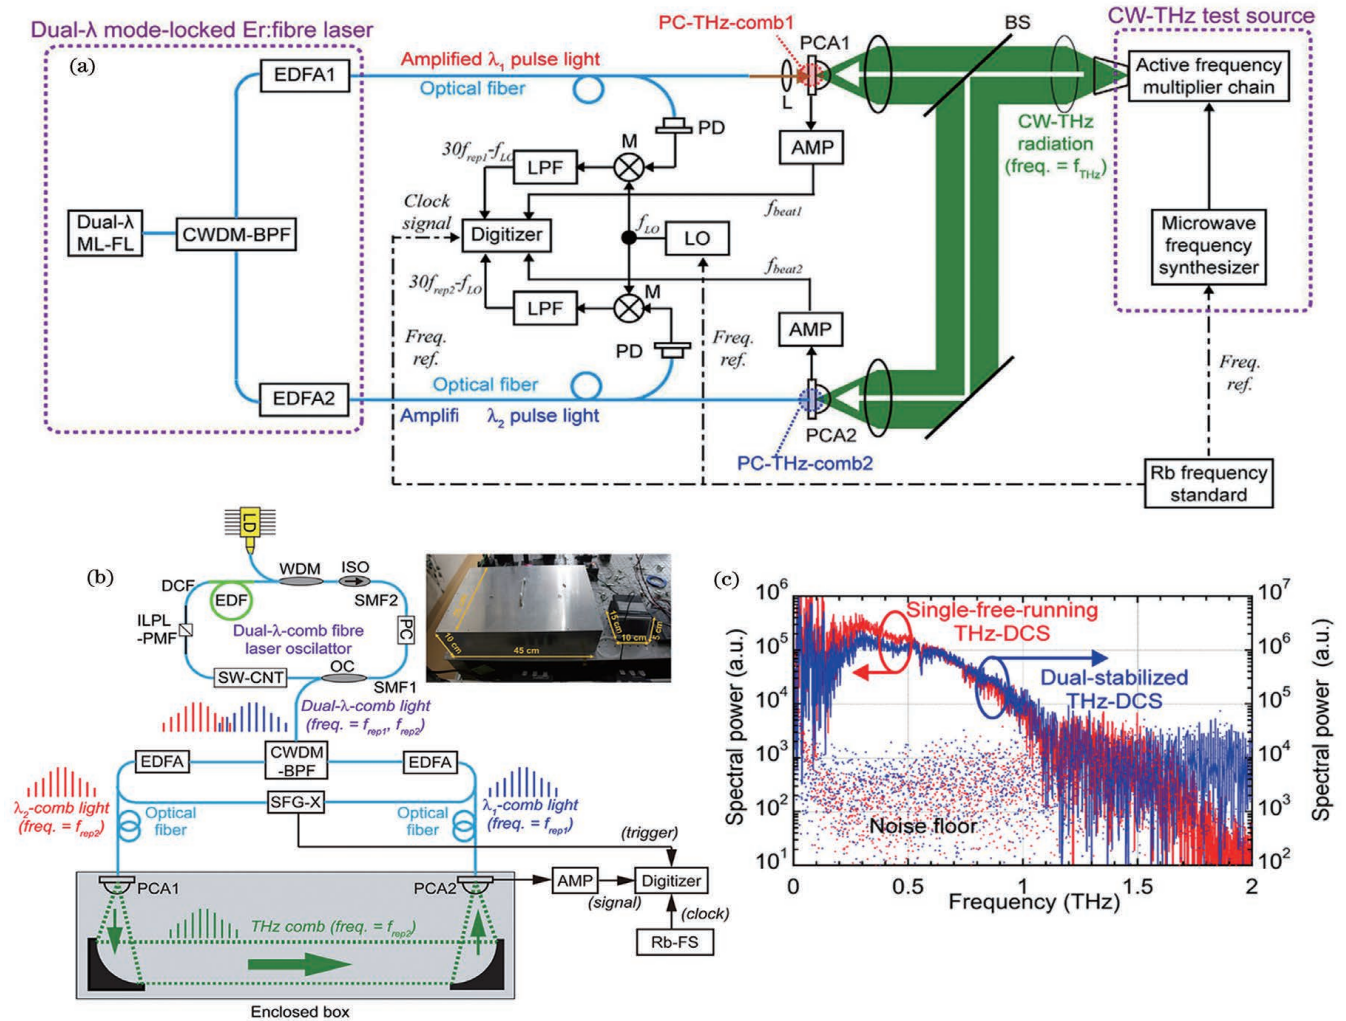 Dual-λ mode-locked Er:fibre laser
(a)
EDFA1
Dual-λ
ML-FL
CWDM-BPF
EDFA2
Amplified λ1 pulse light
Optical fiber
PC-THz-comb1
PCA1
L
BS
CW-THz test source
Active frequency
multiplier chain
CW-THz
radiation
(freq. = fTHz)
Microwave
frequency
synthesizer
PD
M
30frep1-fLO
LPF
AMP
fbeat1
Clock
signal
Digitizer
fLO
LO
fbeat2
30frep2-fLO
LPF
M
AMP
PD
Freq.
ref.
Freq.
ref.
Freq.
ref.
Optical fiber
Amplifi λ2 pulse light
PCA2
PC-THz-comb2
Rb frequency
standard
(b)
LD
WDM
ISO
DCF
EDF
SMF2
ILPL
-PMF
PC
Dual-λ-comb fibre
laser oscilattor
SW-CNT
OC
SMF1
Dual-λ-comb light
(freq. = frep1, frep2)
10 cm
45 cm
15 cm
10 cm
5 cm
EDFA
CWDM
-BPF
EDFA
SFG-X
λ2-comb light
(freq. = frep2)
Optical
fiber
Optical
fiber
λ1-comb light
(freq. = frep1)
(trigger)
PCA1
PCA2
AMP
Digitizer
(signal)
(clock)
Rb-FS
THz comb (freq. = frep2)
Enclosed box
(c)
Spectral power (a.u.)
10^6
10^5
10^4
10^3
10^2
10^1
Single-free-running
THz-DCS
Dual-stabilized
THz-DCS
Noise floor
10^7
10^6
10^5
10^4
10^3
10^2
Spectral power (a.u.)
0 0.5 1 1.5 2
Frequency (THz)